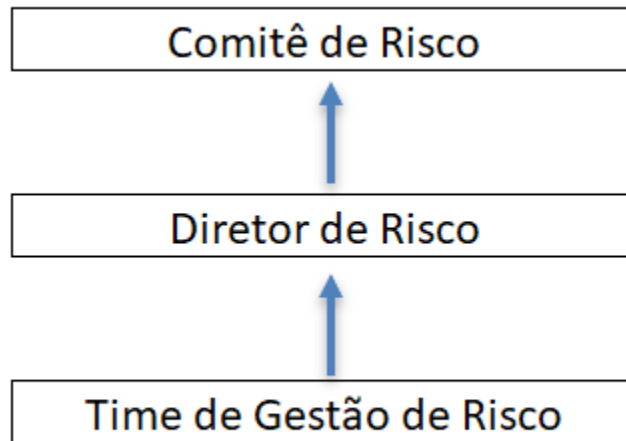 Comitê de Risco
Diretor de Risco
Time de Gestão de Risco